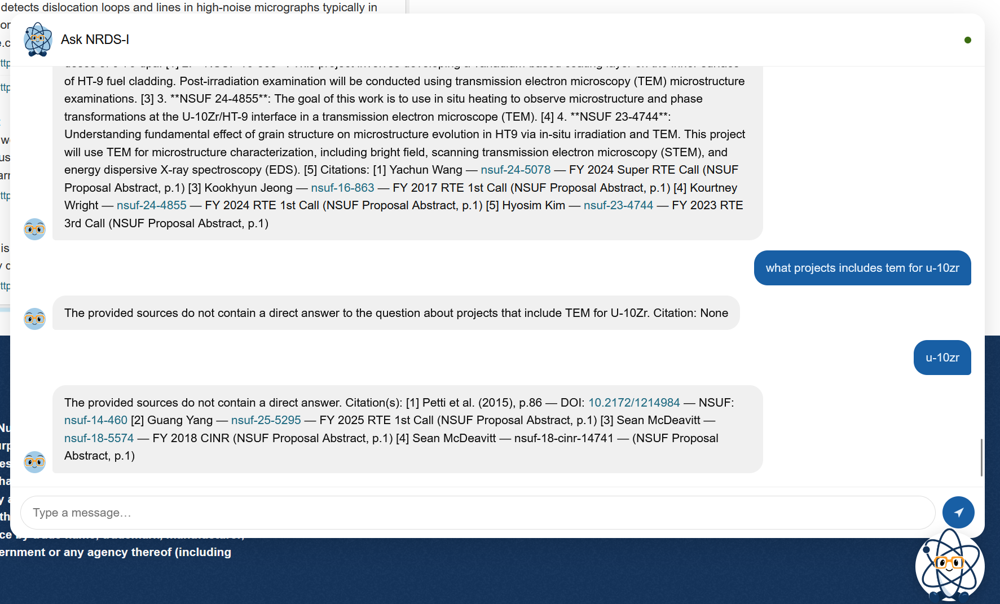 detects dislocation loops and lines in high-noise micrographs typically in
Ask NRDS-I
of HT-9 fuel cladding. Post-irradiation examination will be conducted using transmission electron microscopy (TEM) microstructure
examinations. [3] 3. **NSUF 24-4855**: The goal of this work is to use in situ heating to observe microstructure and phase
transformations at the U-10Zr/HT-9 interface in a transmission electron microscope (TEM). [4] 4. **NSUF 23-4744**:
Understanding fundamental effect of grain structure on microstructure evolution in HT9 via in-situ irradiation and TEM. This project
will use TEM for microstructure characterization, including bright field, scanning transmission electron microscopy (STEM), and
energy dispersive X-ray spectroscopy (EDS). [5] Citations: [1] Yachun Wang — nsuf-24-5078 — FY 2024 Super RTE Call (NSUF
Proposal Abstract, p.1) [3] Kookhyun Jeong — nsuf-16-863 — FY 2017 RTE 1st Call (NSUF Proposal Abstract, p.1) [4] Kourtney
Wright — nsuf-24-4855 — FY 2024 RTE 1st Call (NSUF Proposal Abstract, p.1) [5] Hyosim Kim — nsuf-23-4744 — FY 2023 RTE
3rd Call (NSUF Proposal Abstract, p.1)
what projects includes tem for u-10zr
The provided sources do not contain a direct answer to the question about projects that include TEM for U-10Zr. Citation: None
u-10zr
The provided sources do not contain a direct answer. Citation(s): [1] Petti et al. (2015), p.86 — DOI: 10.2172/1214984 — NSUF:
nsuf-14-460 [2] Guang Yang — nsuf-25-5295 — FY 2025 RTE 1st Call (NSUF Proposal Abstract, p.1) [3] Sean McDeavitt —
nsuf-18-5574 — FY 2018 CINR (NSUF Proposal Abstract, p.1) [4] Sean McDeavitt — nsuf-18-cinr-14741 — (NSUF Proposal
Abstract, p.1)
Type a message…
ernment or any agency thereof (including